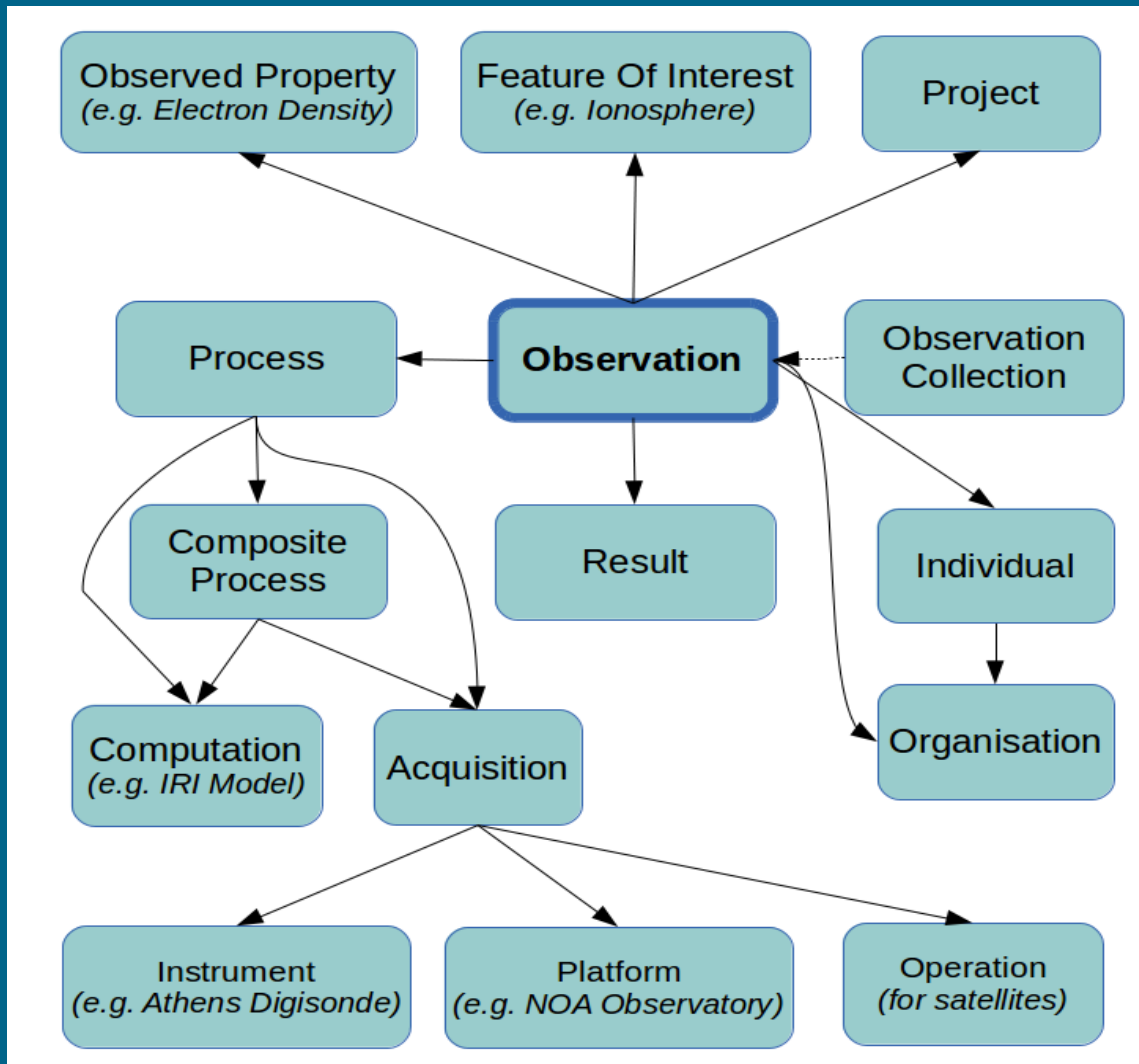 Observed Property
(e.g. Electron Density)
Feature Of Interest
(e.g. Ionosphere)
Project
Process
Observation
Observation
Collection
Composite
Process
Result
Individual
Computation
(e.g. IRI Model)
Acquisition
Organisation
Instrument
(e.g. Athens Digisonde)
Platform
(e.g. NOA Observatory)
Operation
(for satellites)